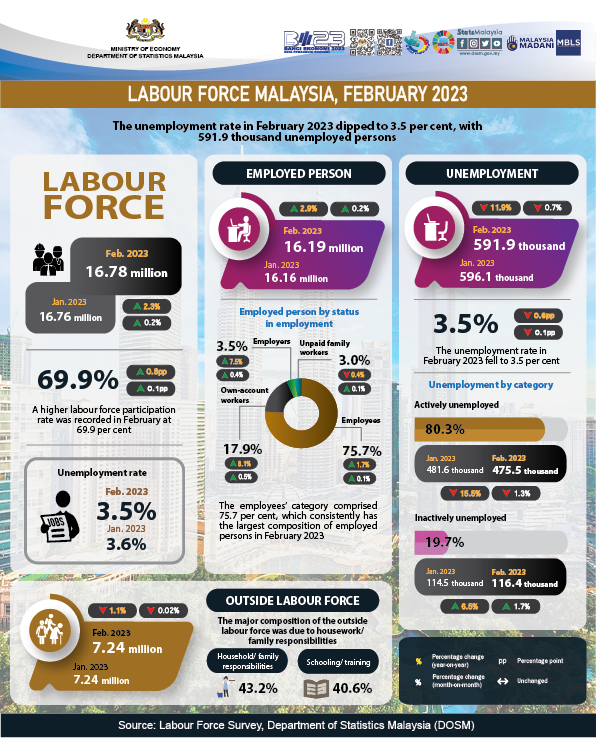 MINISTRY OF ECONOMY
DEPARTMENT OF STATISTICS MALAYSIA
BANCI EKONOMI 2023
StatsMalaysia
www.dosm.gov.my
MALAYSIA
MADANI
MBLS
LABOUR FORCE MALAYSIA, FEBRUARY 2023
The unemployment rate in February 2023 dipped to 3.5 per cent, with
591.9 thousand unemployed persons
LABOUR
FORCE
Feb. 2023
16.78 million
Jan. 2023
16.76 million
2.3%
0.2%
69.9%
0.8pp
0.1pp
A higher labour force participation
rate was recorded in February at
69.9 per cent
Unemployment rate
Feb. 2023
3.5%
Jan. 2023
3.6%
JOBS
EMPLOYED PERSON
2.9%
0.2%
Feb. 2023
16.19 million
Jan. 2023
16.16 million
Employed person by status
in employment
3.5%
7.5%
0.4%
Employers
Unpaid family
workers
3.0%
0.4%
0.1%
Own-account
workers
17.9%
8.1%
0.5%
Employees
75.7%
1.7%
0.1%
The employees' category comprised
75.7 per cent, which consistently has
the largest composition of employed
persons in February 2023
UNEMPLOYMENT
11.9%
0.7%
Feb. 2023
591.9 thousand
Jan. 2023
596.1 thousand
3.5%
0.6pp
0.1pp
The unemployment rate in
February 2023 fell to 3.5 per cent
Unemployment by category
Actively unemployed
80.3%
Jan. 2023
481.6 thousand
Feb. 2023
475.5 thousand
15.5%
1.3%
Inactively unemployed
19.7%
Jan. 2023
114.5 thousand
Feb. 2023
116.4 thousand
6.5%
1.7%
1.1%
0.02%
Feb. 2023
7.24 million
Jan. 2023
7.24 million
OUTSIDE LABOUR FORCE
The major composition of the outside
labour force was due to housework/
family responsibilities
Household/ family
responsibilities
Schooling/ training
43.2%
40.6%
% Percentage change
(year-on-year)
pp Percentage point
% Percentage change
(month-on-month)
↔ Unchanged
Source: Labour Force Survey, Department of Statistics Malaysia (DOSM)